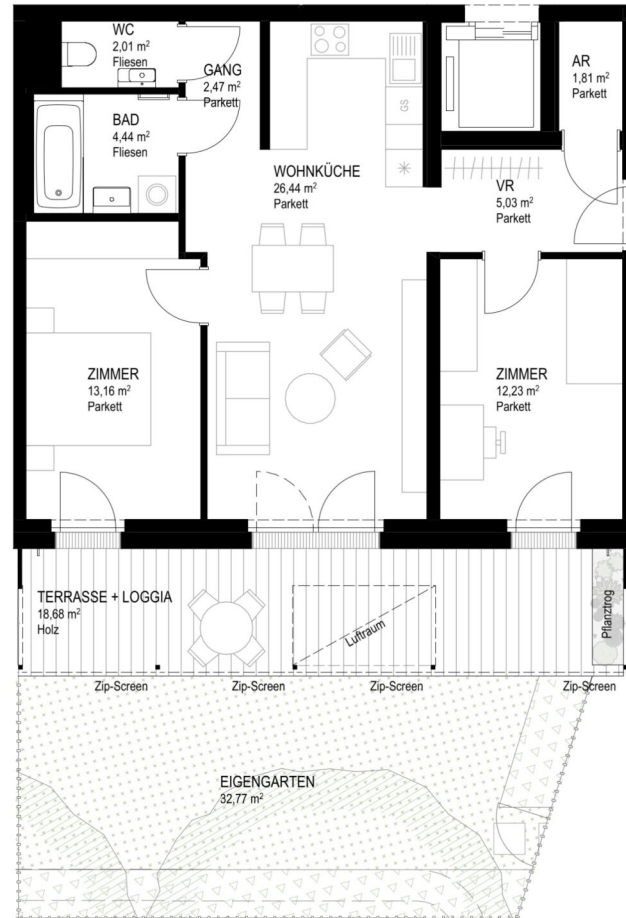 WC
2,01 m²
Fliesen
GANG
2,47 m²
Parkett
AR
1,81 m²
Parkett
BAD
4,44 m²
Fliesen
GS
WOHNKÜCHE
26,44 m²
Parkett
VR
5,03 m²
Parkett
ZIMMER
13,16 m²
Parkett
ZIMMER
12,23 m²
Parkett
TERRASSE + LOGGIA
18,68 m²
Holz
Luftraum
Pflanztrog
Zip-Screen
Zip-Screen
Zip-Screen
Zip-Screen
EIGENGARTEN
32,77 m²